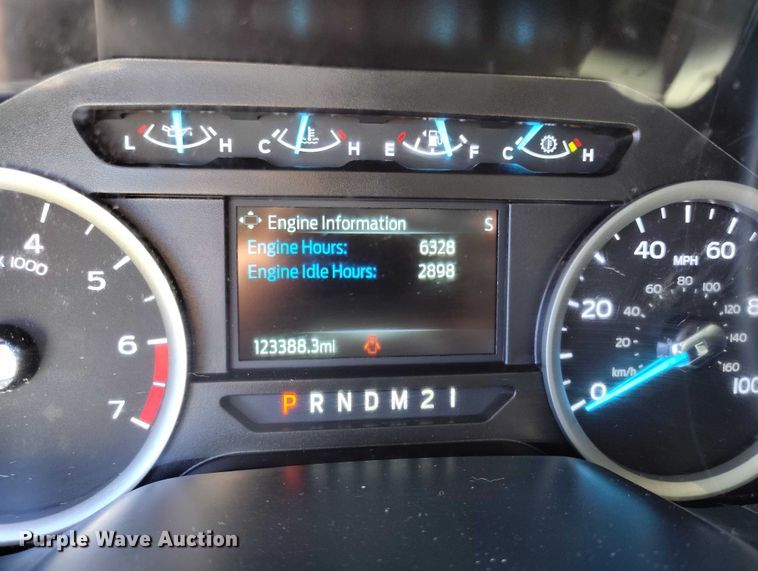 L H C H E F C H
Engine Information S
Engine Hours: 6328
Engine Idle Hours: 2898
123388.3mi
P R N D M 2 1
4
X 1000
5
6
7
0 20 40 60 8
100
MPH
20 40 60 80 100 120 140 160
km/h
Purple Wave Auction